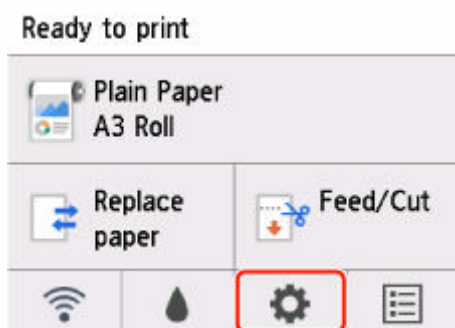 Ready to print
Plain Paper
A3 Roll
Replace
paper
Feed/Cut